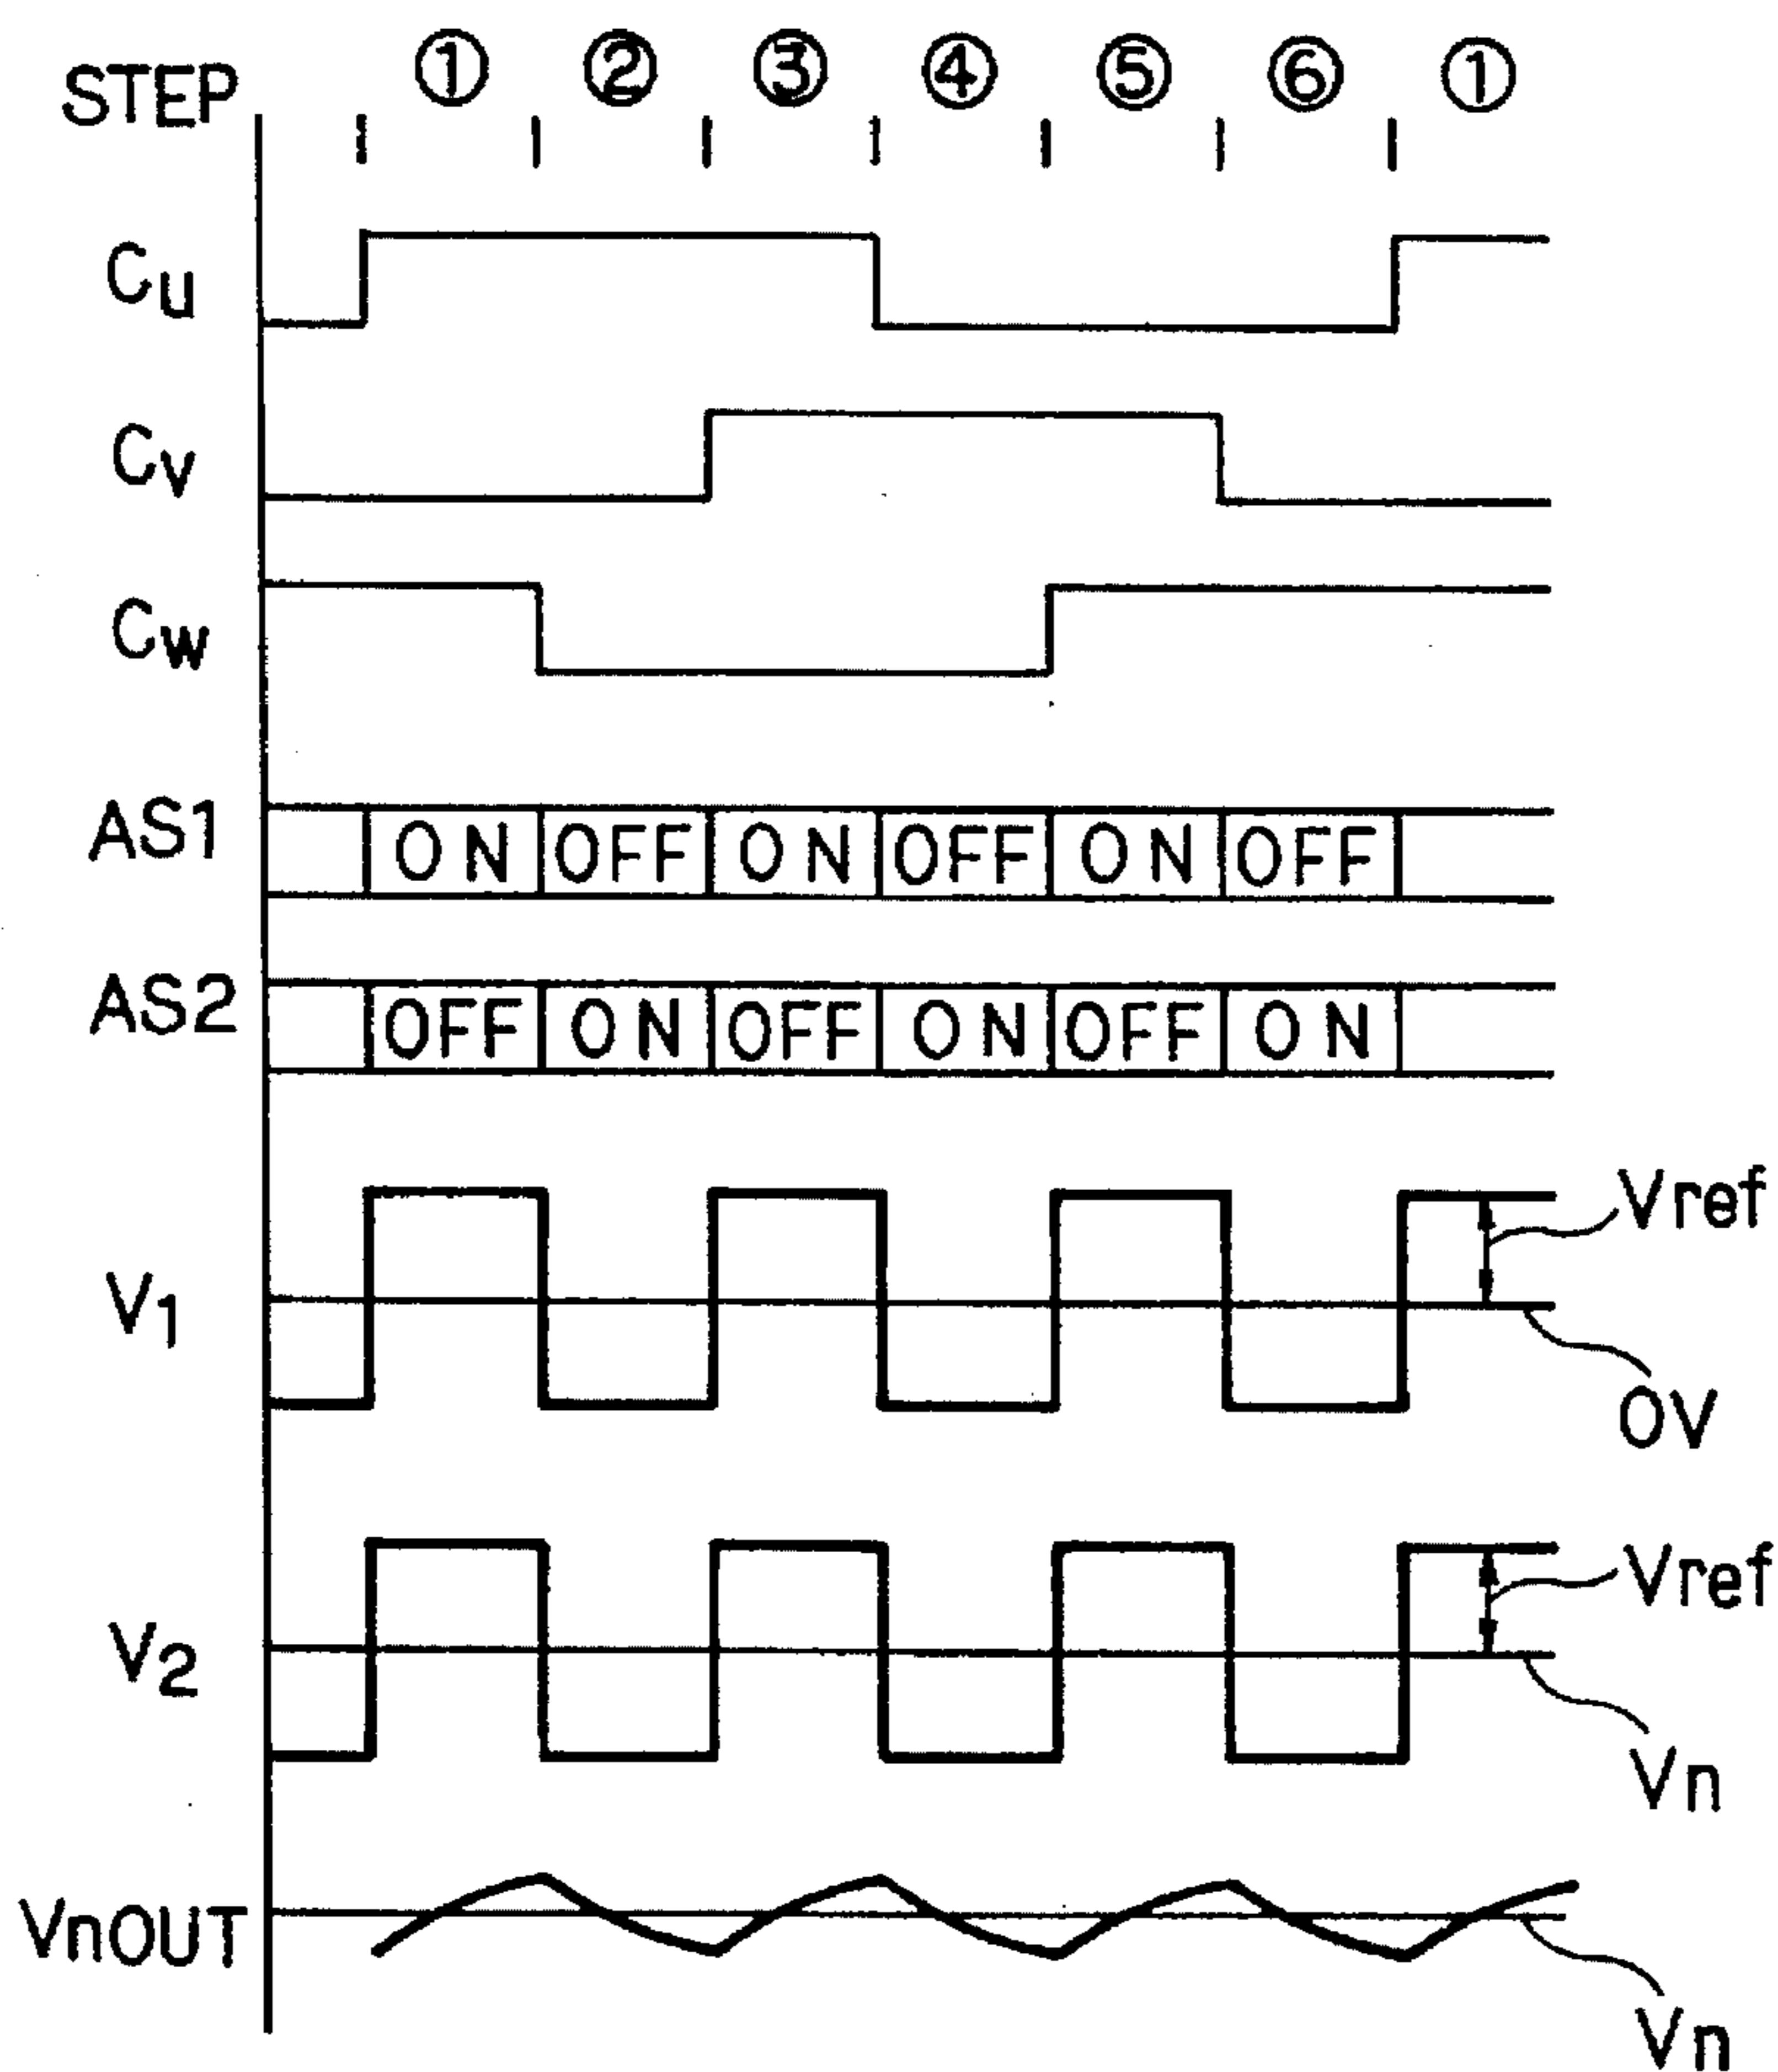 STEP ① ② ③ ④ ⑤ ⑥ ①
Cu
Cv
Cw
AS1 ON OFF ON OFF ON OFF
AS2 OFF ON OFF ON OFF ON
V1 Vref
0V
V2 Vref
Vn
VnOUT
Vn